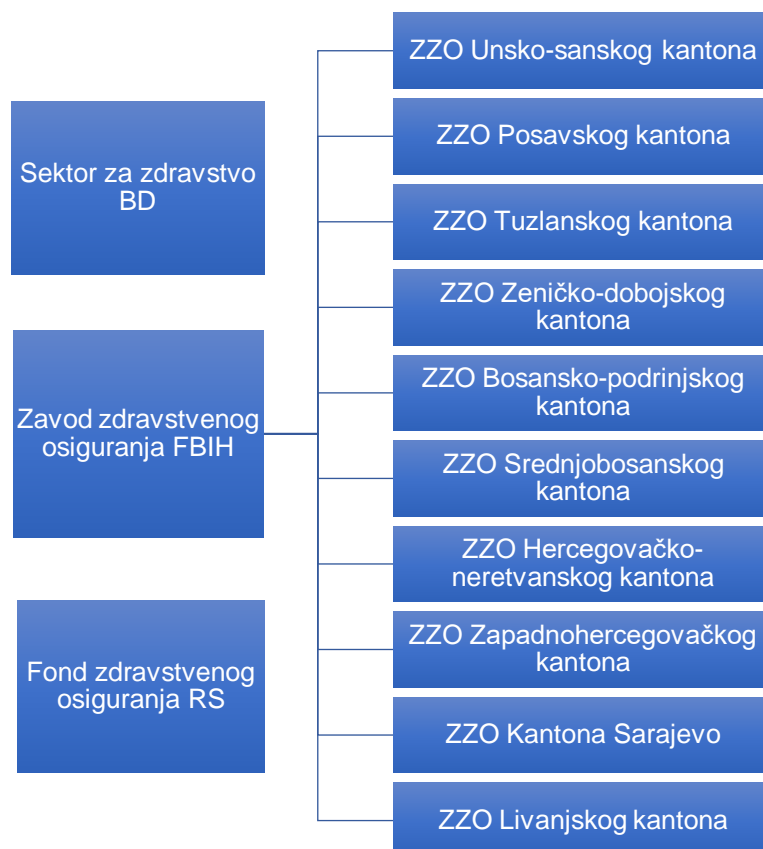 Sektor za zdravstvo
BD
Zavod zdravstvenog
osiguranja FBIH
Fond zdravstvenog
osiguranja RS
ZZO Unsko-sanskog kantona
ZZO Posavskog kantona
ZZO Tuzlanskog kantona
ZZO Zeničko-dobojskog
kantona
ZZO Bosansko-podrinjskog
kantona
ZZO Srednjobosanskog
kantona
ZZO Hercegovačko-
neretvanskog kantona
ZZO Zapadnohercegovačkog
kantona
ZZO Kantona Sarajevo
ZZO Livanjskog kantona